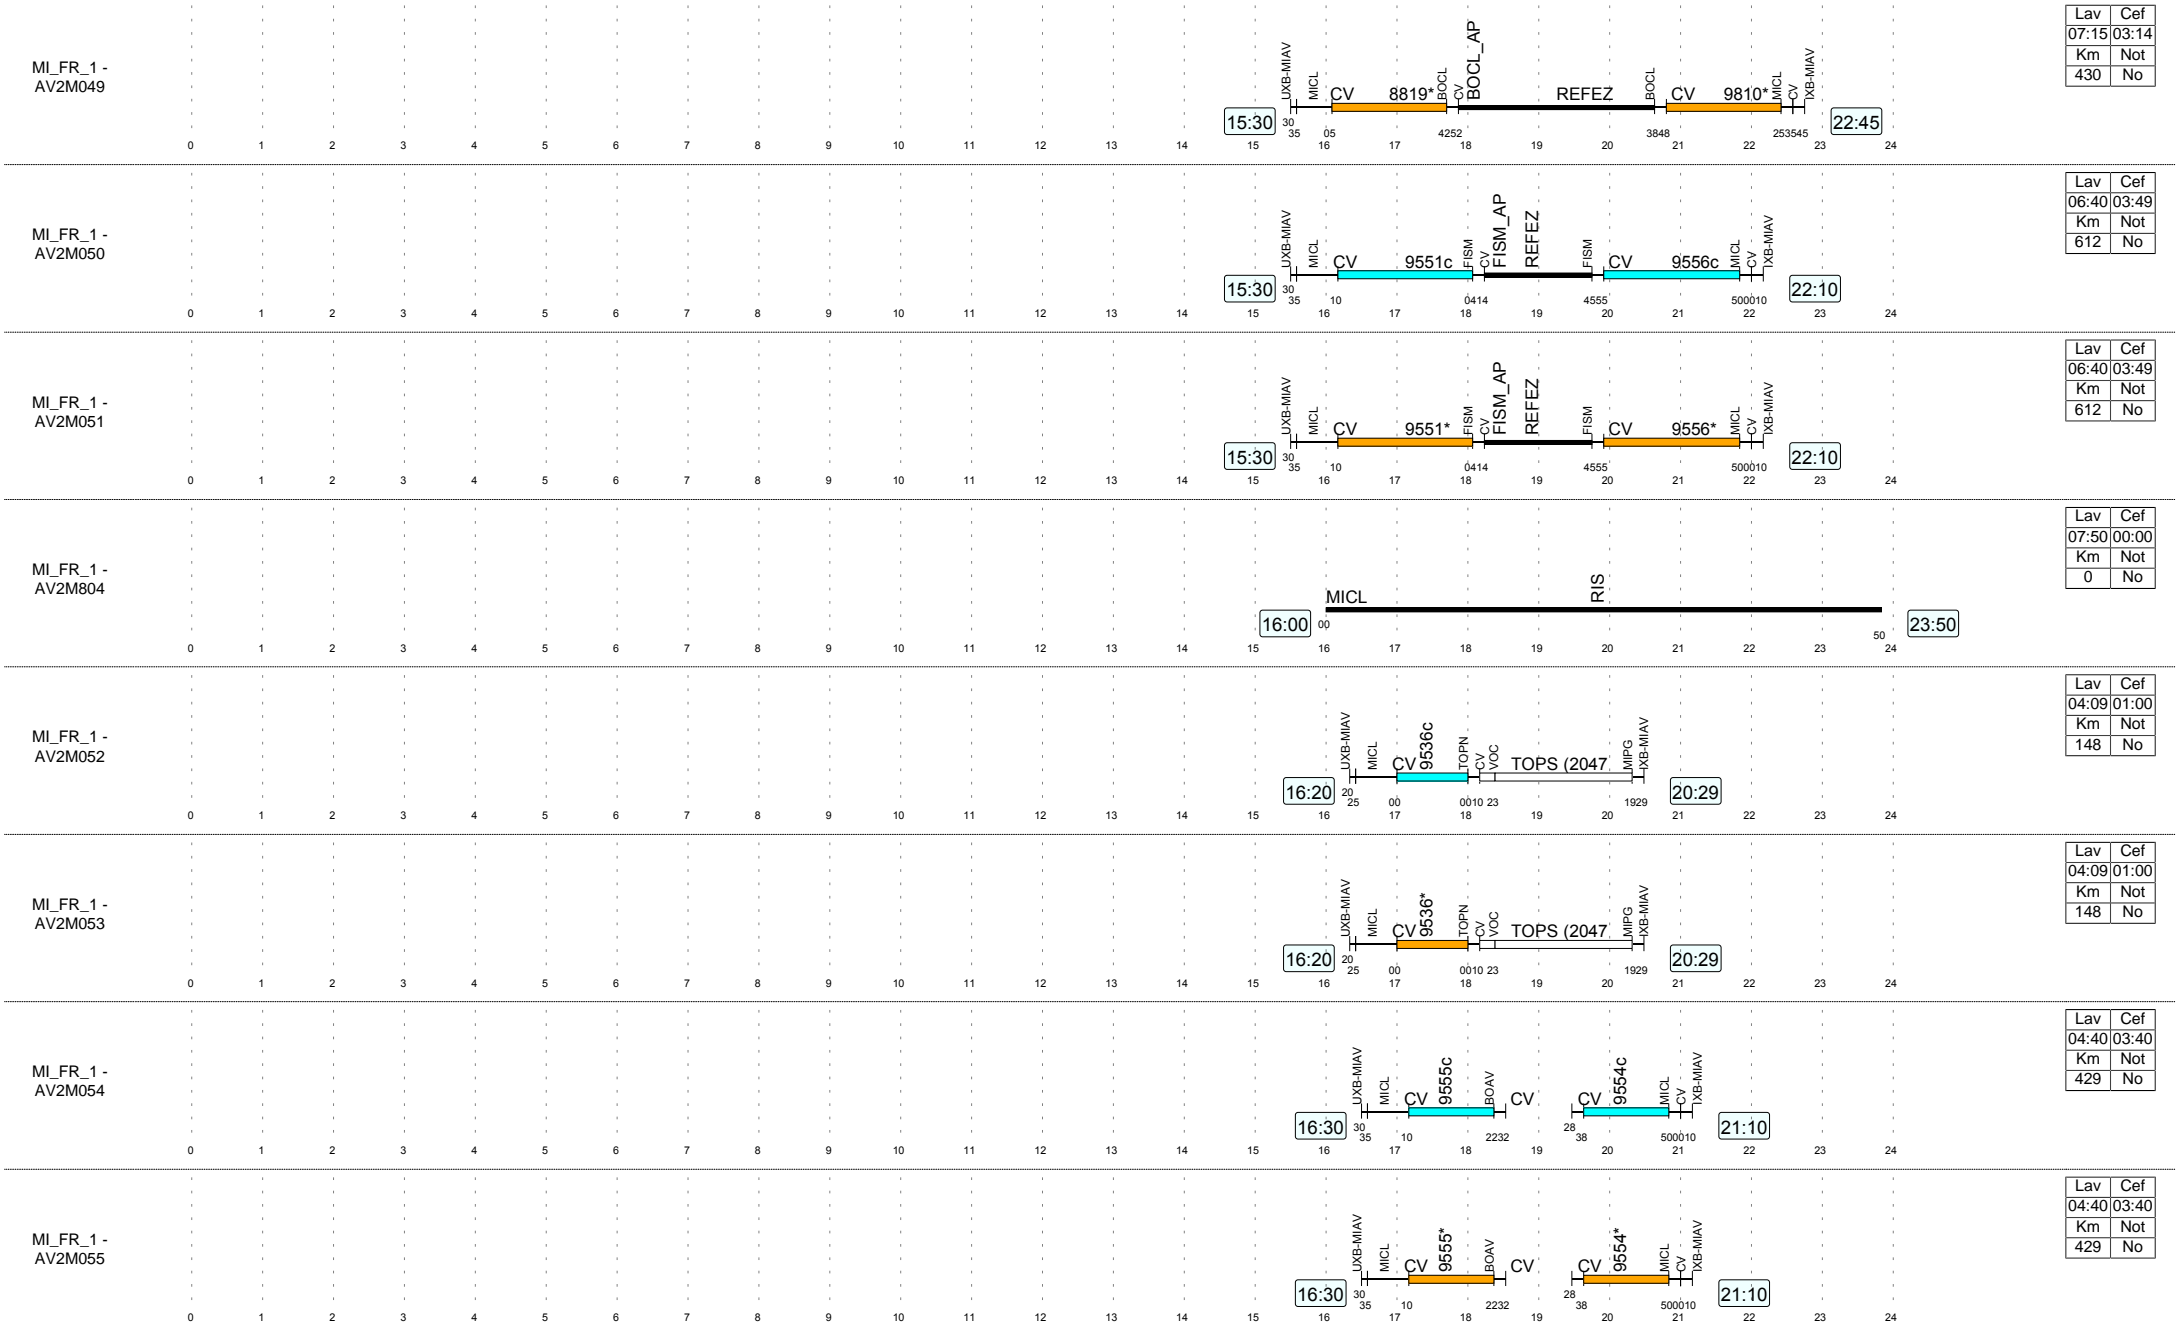 Lav Cef
07:15 03:14
Km Not
430 No
MI_FR_1 -
AV2M049
UXB-MIAV MICL CV 8819* BOCL CV BOCL_AP REFEZ BOCL CV 9810* MICL CV IXB-MIAV
15:30 30 35 05 4252 3848 253545 22:45
0 1 2 3 4 5 6 7 8 9 10 11 12 13 14 15 16 17 18 19 20 21 22 23 24
Lav Cef
06:40 03:49
Km Not
612 No
MI_FR_1 -
AV2M050
UXB-MIAV MICL CV 9551c FISM CV FISM_AP REFEZ FISM CV 9556c MICL CV IXB-MIAV
15:30 30 35 10 0414 4555 500010 22:10
0 1 2 3 4 5 6 7 8 9 10 11 12 13 14 15 16 17 18 19 20 21 22 23 24
Lav Cef
06:40 03:49
Km Not
612 No
MI_FR_1 -
AV2M051
UXB-MIAV MICL CV 9551* FISM CV FISM_AP REFEZ FISM CV 9556* MICL CV IXB-MIAV
15:30 30 35 10 0414 4555 500010 22:10
0 1 2 3 4 5 6 7 8 9 10 11 12 13 14 15 16 17 18 19 20 21 22 23 24
Lav Cef
07:50 00:00
Km Not
0 No
MI_FR_1 -
AV2M804
MICL RIS
16:00 00 50 23:50
0 1 2 3 4 5 6 7 8 9 10 11 12 13 14 15 16 17 18 19 20 21 22 23 24
Lav Cef
04:09 01:00
Km Not
148 No
MI_FR_1 -
AV2M052
UXB-MIAV MICL CV 9536c TOPN CV VOC TOPS (2047 MIPG IXB-MIAV
16:20 20 25 00 0010 23 1929 20:29
0 1 2 3 4 5 6 7 8 9 10 11 12 13 14 15 16 17 18 19 20 21 22 23 24
Lav Cef
04:09 01:00
Km Not
148 No
MI_FR_1 -
AV2M053
UXB-MIAV MICL CV 9536* TOPN CV VOC TOPS (2047 MIPG IXB-MIAV
16:20 20 25 00 0010 23 1929 20:29
0 1 2 3 4 5 6 7 8 9 10 11 12 13 14 15 16 17 18 19 20 21 22 23 24
Lav Cef
04:40 03:40
Km Not
429 No
MI_FR_1 -
AV2M054
UXB-MIAV MICL CV 9555c BOAV CV CV 9554c MICL CV IXB-MIAV
16:30 30 35 10 2232 28 38 500010 21:10
0 1 2 3 4 5 6 7 8 9 10 11 12 13 14 15 16 17 18 19 20 21 22 23 24
Lav Cef
04:40 03:40
Km Not
429 No
MI_FR_1 -
AV2M055
UXB-MIAV MICL CV 9555* BOAV CV CV 9554* MICL CV IXB-MIAV
16:30 30 35 10 2232 28 38 500010 21:10
0 1 2 3 4 5 6 7 8 9 10 11 12 13 14 15 16 17 18 19 20 21 22 23 24